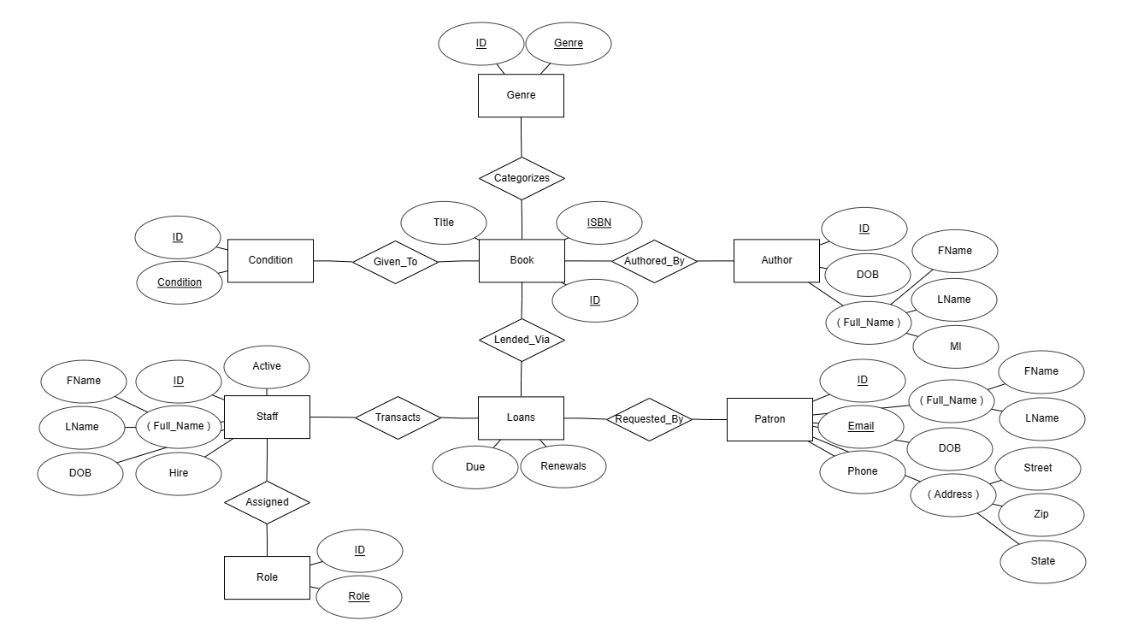 ID
Genre
Genre
Categorizes
Title
ISBN
ID
Condition
Condition
Given_To
Book
Authored_By
Author
ID
DOB
FName
LName
( Full_Name )
MI
ID
Lended_Via
Active
FName
ID
Staff
LName
( Full_Name )
DOB
Hire
Transacts
Loans
Due
Renewals
Requested_By
Patron
ID
FName
( Full_Name )
LName
Email
DOB
Phone
Street
( Address )
Zip
State
Assigned
Role
ID
Role